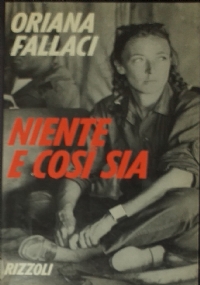 ORIANA
FALLACI
NIENTE
E COSÌ SIA
RIZZOLI